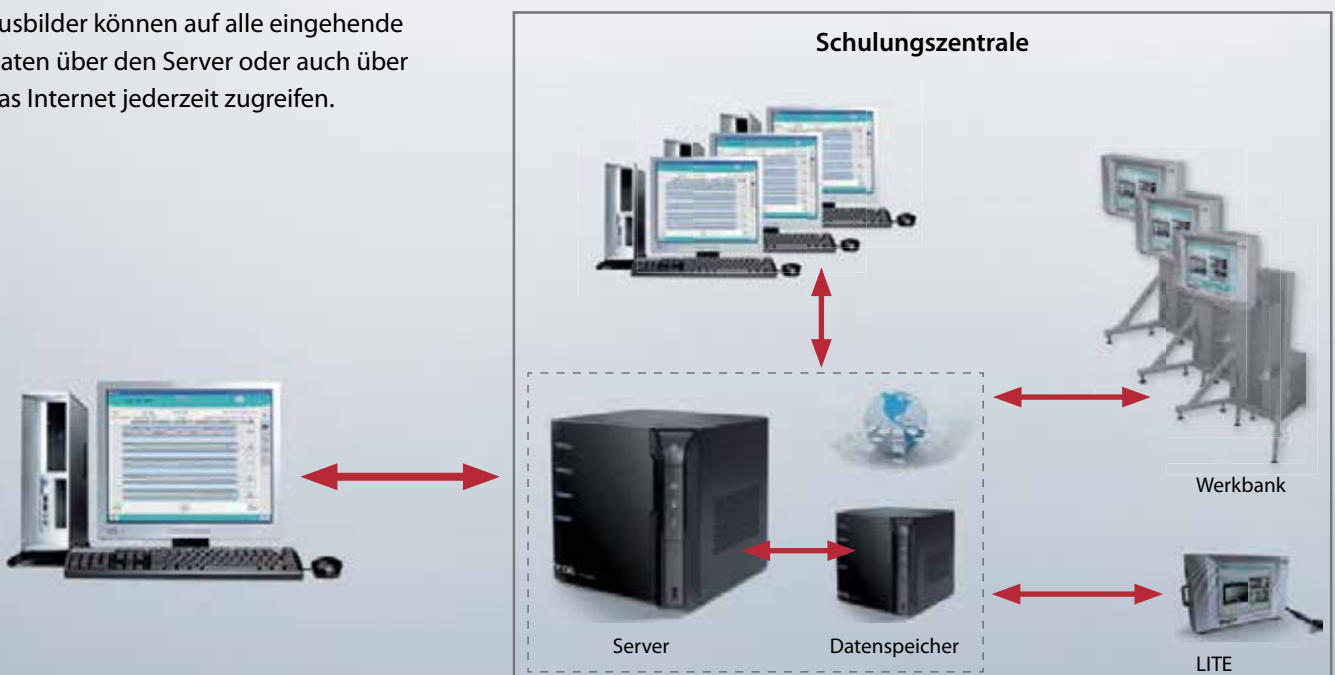 usbilder können auf alle eingehende
aten über den Server oder auch über
as Internet jederzeit zugreifen.
Schulungszentrale
Werkbank
Server
Datenspeicher
LITE